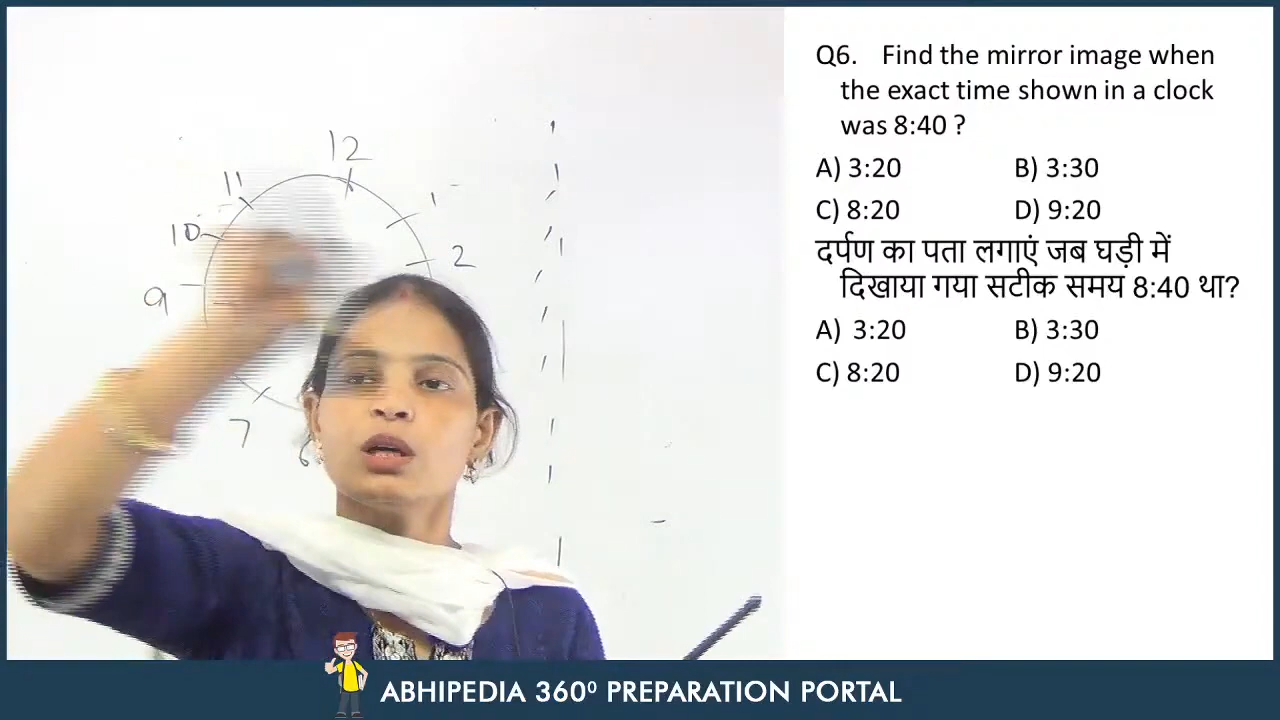 Q6. Find the mirror image when
the exact time shown in a clock
was 8:40 ?
A) 3:20 B) 3:30
C) 8:20 D) 9:20
दर्पण का पता लगाएं जब घड़ी में
दिखाया गया सटीक समय 8:40 था?
A) 3:20 B) 3:30
C) 8:20 D) 9:20
12
11
1
10
2
9
7
6
ABHIPEDIA 360⁰ PREPARATION PORTAL